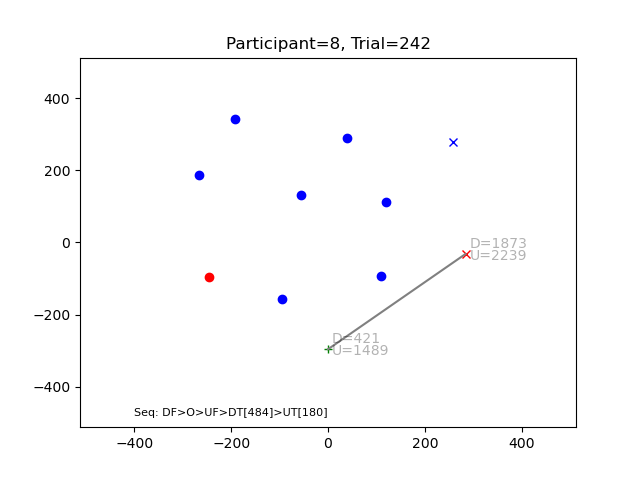 Participant=8, Trial=242
400
200
0
−200
−400
D=1873
U=2239
D=421
U=1489
Seq: DF>O>UF>DT[484]>UT[180]
−400
−200
0
200
400